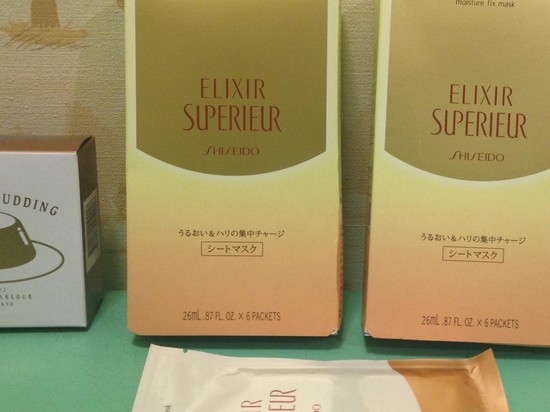 UDDING
ELIXIR
SUPERIEUR
SHISEIDO
うるおい&ハリの集中チャージ
シートマスク
26mL .87 FL. OZ. × 6 PACKETS
moisture fix mask
ELIXIR
SUPERIEUR
SHISEIDO
うるおい&ハリの集中チャージ
シートマスク
26mL .87 FL. OZ. × 6 PACKETS
ELIXIR
SUPERIEUR
SHISEIDO